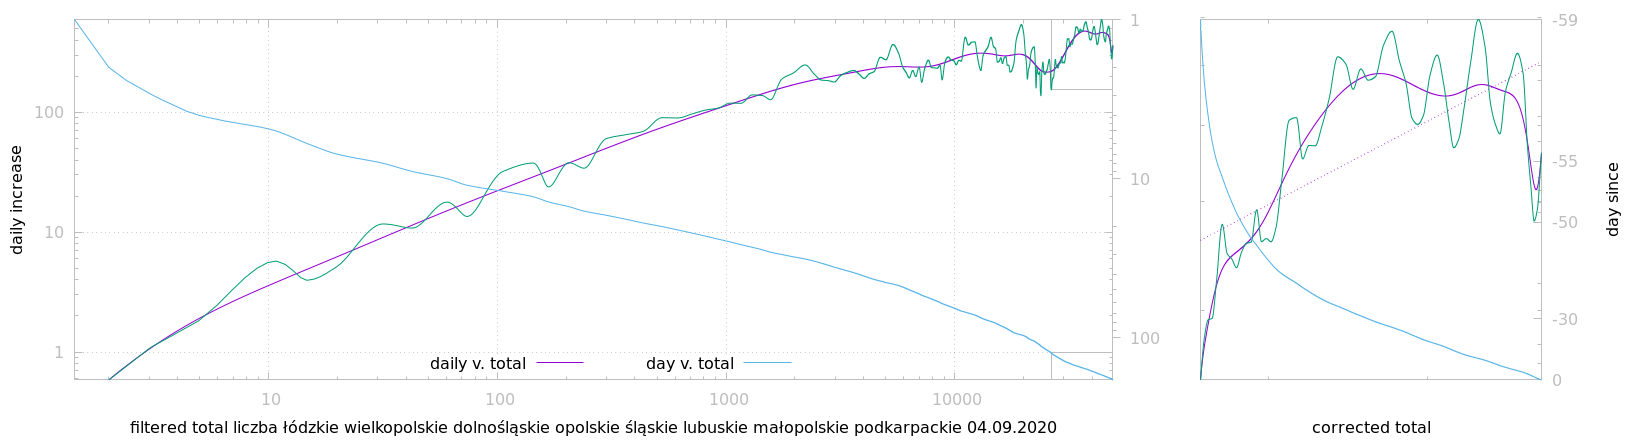 1 -59
100
daily increase
10 -55
10 -50
day since
100 -30
1 daily v. total day v. total
0
10 100 1000 10000
filtered total liczba łódzkie wielkopolskie dolnośląskie opolskie śląskie lubuskie małopolskie podkarpackie 04.09.2020 corrected total